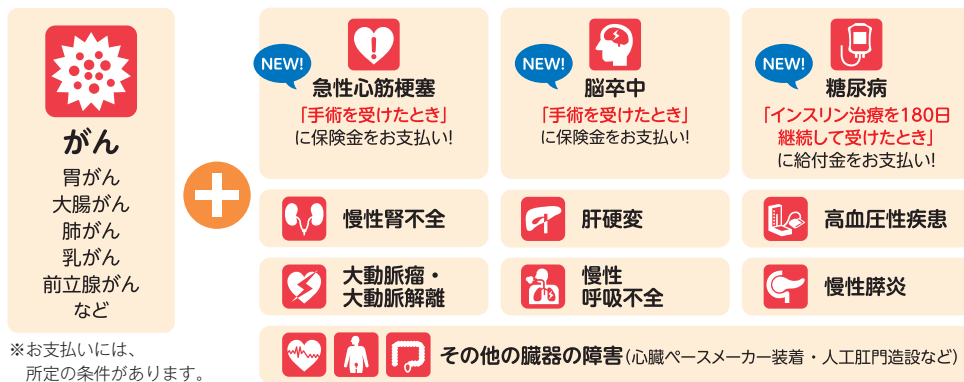 がん
胃がん
大腸がん
肺がん
乳がん
前立腺がん
など
※お支払いには、
所定の条件があります。
NEW!
急性心筋梗塞
「手術を受けたとき」
に保険金をお支払い!
NEW!
脳卒中
「手術を受けたとき」
に保険金をお支払い!
NEW!
糖尿病
「インスリン治療を180日
継続して受けたとき」
に給付金をお支払い!
慢性腎不全
肝硬変
高血圧性疾患
大動脈瘤・
大動脈解離
慢性
呼吸不全
慢性膵炎
その他の臓器の障害(心臓ペースメーカー装着・人工肛門造設など)